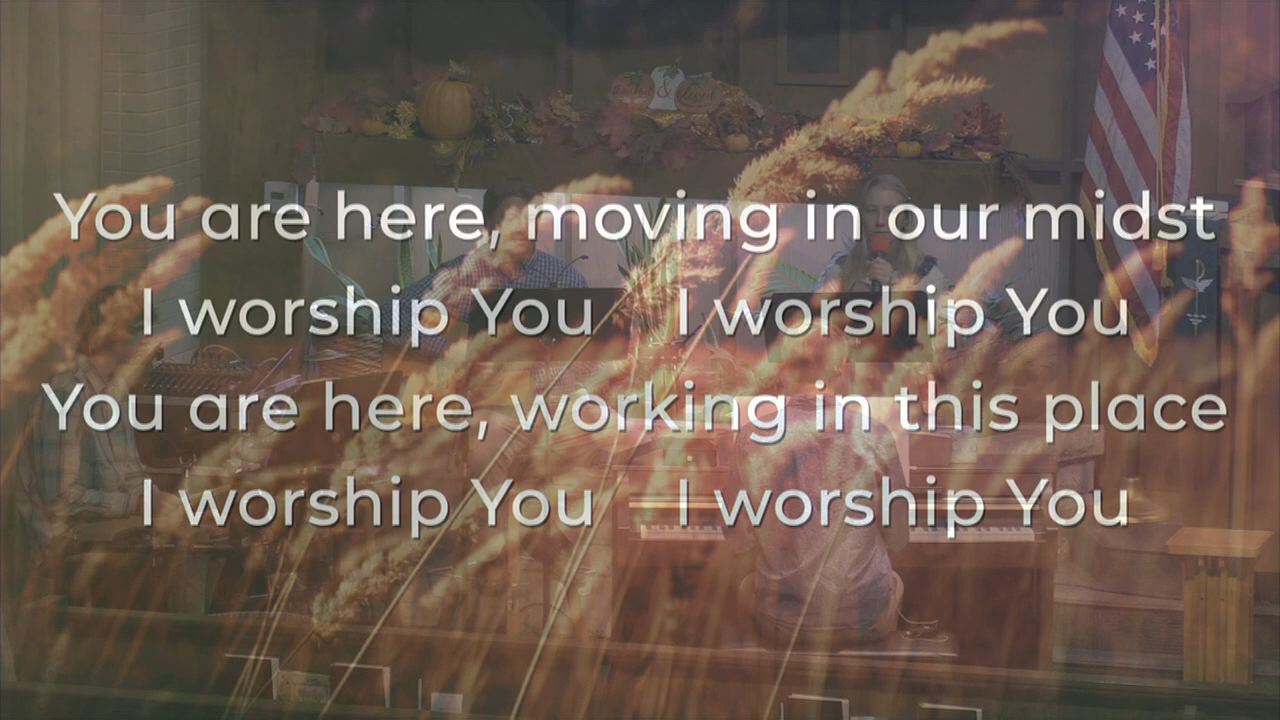 You are here, moving in our midst
I worship You I worship You
You are here, working in this place
I worship You I worship You